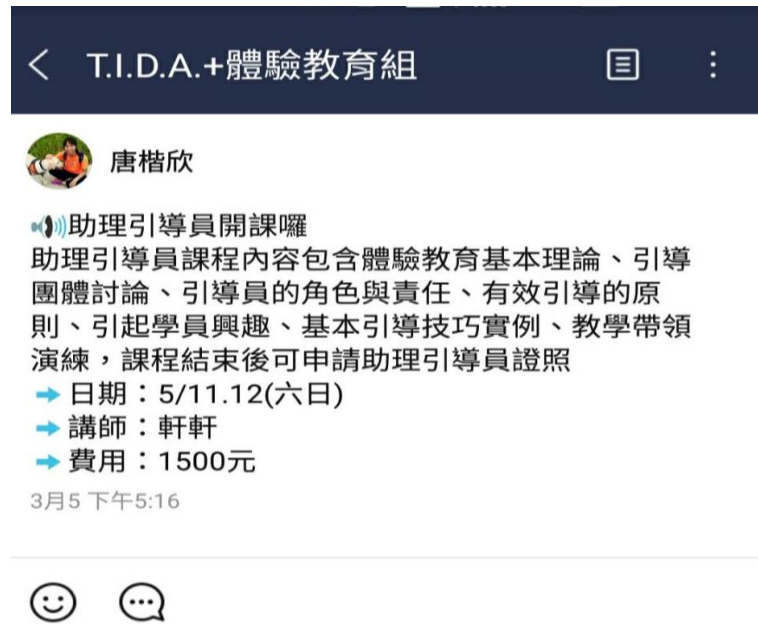 T.I.D.A.+體驗教育組
唐楷欣
助理引導員開課囉
助理引導員課程內容包含體驗教育基本理論、引導
團體討論、引導員的角色與責任、有效引導的原
則、引起學員興趣、基本引導技巧實例、教學帶領
演練，課程結束後可申請助理引導員證照
➡日期：5/11.12(六日)
➡講師：軒軒
➡費用：1500元
3月5 下午5:16